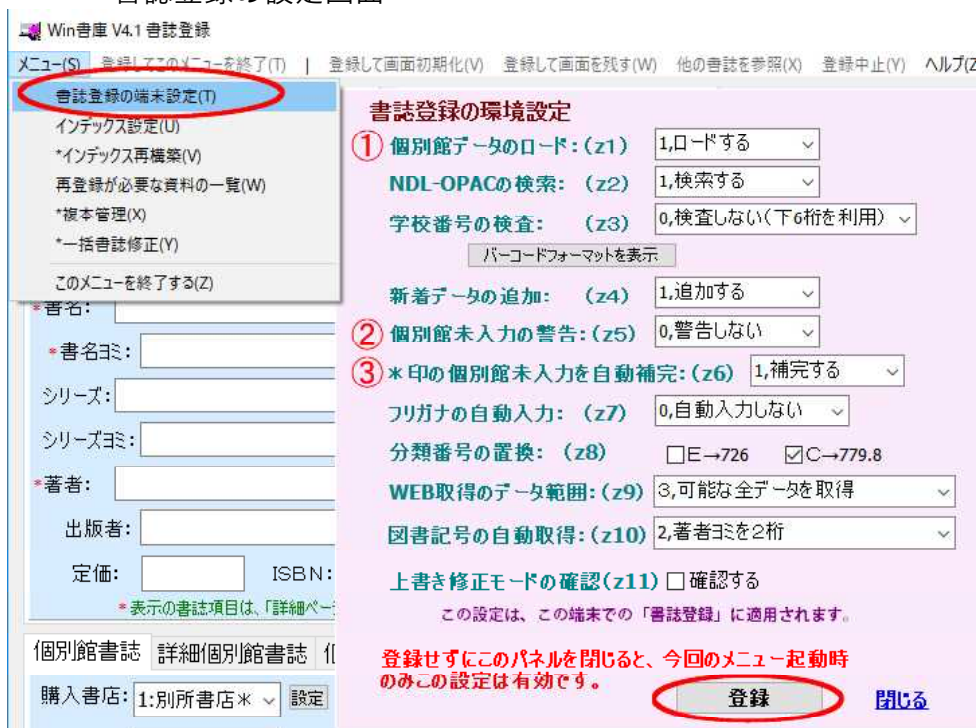 Win書庫 V4.1 書誌登録
メニュー(S) 登録してこのメニューを終了(T) | 登録して画面初期化(V) 登録して画面を残す(W) 他の書誌を参照(X) 登録中止(Y) ヘルプ(Z
書誌登録の端末設定(T)
インデックス設定(U)
*インデックス再構築(V)
再登録が必要な資料の一覧(W)
*複本管理(X)
*一括書誌修正(Y)
このメニューを終了する(Z)
*書名:
*書名ヨミ:
シリーズ:
シリーズヨミ:
*著者:
出版者:
定価: ISBN:
*表示の書誌項目は、「詳細ペー
個別館書誌 詳細個別館書誌
購入書店: 1:別所書店* 設定
書誌登録の環境設定
① 個別館データのロード:(z1) 1,ロードする
NDL-OPACの検索: (z2) 1,検索する
学校番号の検査: (z3) 0,検査しない(下6桁を利用)
バーコードフォーマットを表示
新着データの追加: (z4) 1,追加する
② 個別館未入力の警告:(z5) 0,警告しない
③ *印の個別館未入力を自動補完:(z6) 1,補完する
フリガナの自動入力: (z7) 0,自動入力しない
分類番号の置換: (z8) E→726 C→779.8
WEB取得のデータ範囲:(z9) 3,可能な全データを取得
図書記号の自動取得:(z10) 2,著者ヨミを2桁
上書き修正モードの確認(z11) 確認する
この設定は、この端末での「書誌登録」に適用されます。
登録せずにこのパネルを閉じると、今回のメニュー起動時
のみこの設定は有効です。
登録 閉じる